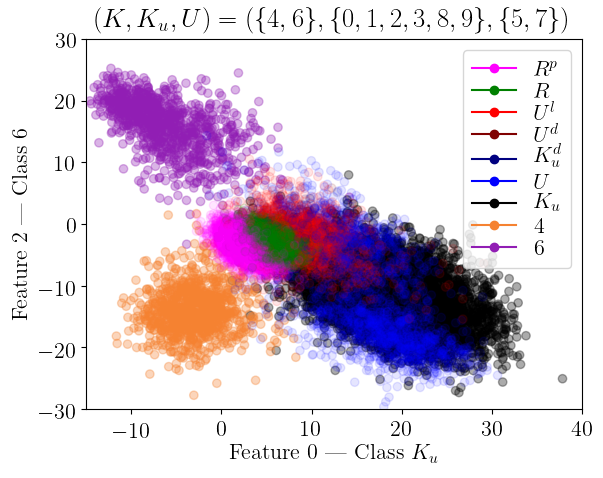 (K, K_u, U) = ({4, 6}, {0, 1, 2, 3, 8, 9}, {5, 7})
30
20
10
0
−10
−20
−30
Feature 2 — Class 6
R^p
R
U^l
U^d
K_u^d
U
K_u
4
6
−10
0
10
20
30
40
Feature 0 — Class K_u